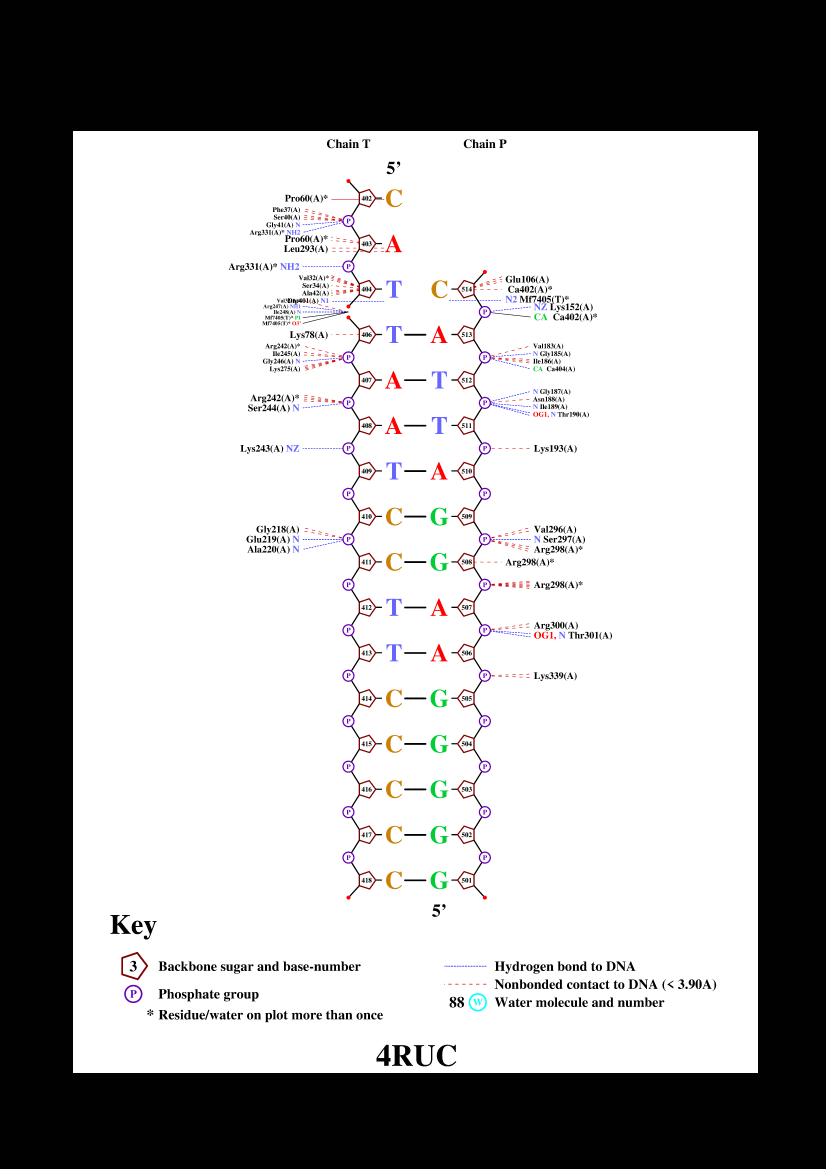 Chain T Chain P
5’
Pro60(A)* 402 C
Phe37(A)
Ser40(A)
Gly41(A) N
Arg331(A)* NH2
P
Pro60(A)*
Leu293(A)
403 A
Arg331(A)* NH2 P
Val32(A)*
Ser34(A)
Ala42(A)
404 T C 514
Glu106(A)
Ca402(A)*
N2 Mf7405(T)*
N1
Arg247(A) NH1
Ile248(A) N
Mf7405(T)* P1
Mf7405(T)* O3'
P
NZ Lys152(A)
CA Ca402(A)*
Lys78(A) 406 T A 513
Arg242(A)*
Ile245(A)
Gly246(A) N
Lys275(A)
P P
Val183(A)
N Gly185(A)
Ile186(A)
CA Ca404(A)
407 A T 512
Arg242(A)*
Ser244(A) N
P P
N Gly187(A)
Asn188(A)
N Ile189(A)
OG1, N Thr190(A)
408 A T 511
Lys243(A) NZ P P Lys193(A)
409 T A 510
P P
410 C G 509
Gly218(A)
Glu219(A) N
Ala220(A) N
P P
Val296(A)
N Ser297(A)
Arg298(A)*
411 C G 508 Arg298(A)*
P P Arg298(A)*
412 T A 507
P P
Arg300(A)
OG1, N Thr301(A)
413 T A 506
P P Lys339(A)
414 C G 505
P P
415 C G 504
P P
416 C G 503
P P
417 C G 502
P P
418 C G 501
5’
Key
3 Backbone sugar and base-number
P Phosphate group
* Residue/water on plot more than once
Hydrogen bond to DNA
Nonbonded contact to DNA (< 3.90A)
88 W Water molecule and number
4RUC